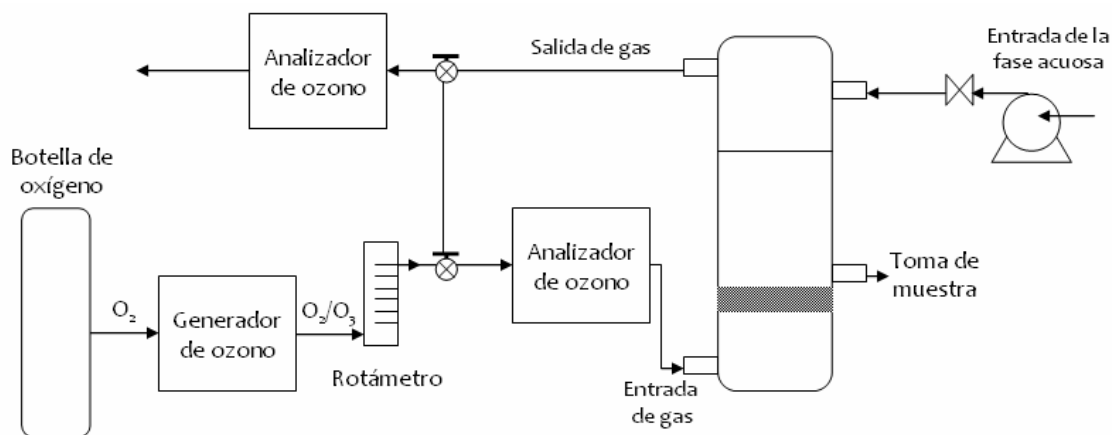 Analizador
de ozono
Salida de gas
Entrada de la
fase acuosa
Botella de
oxígeno
O₂
Generador
de ozono
O₂/O₃
Rotámetro
Analizador
de ozono
Entrada
de gas
Toma de
muestra